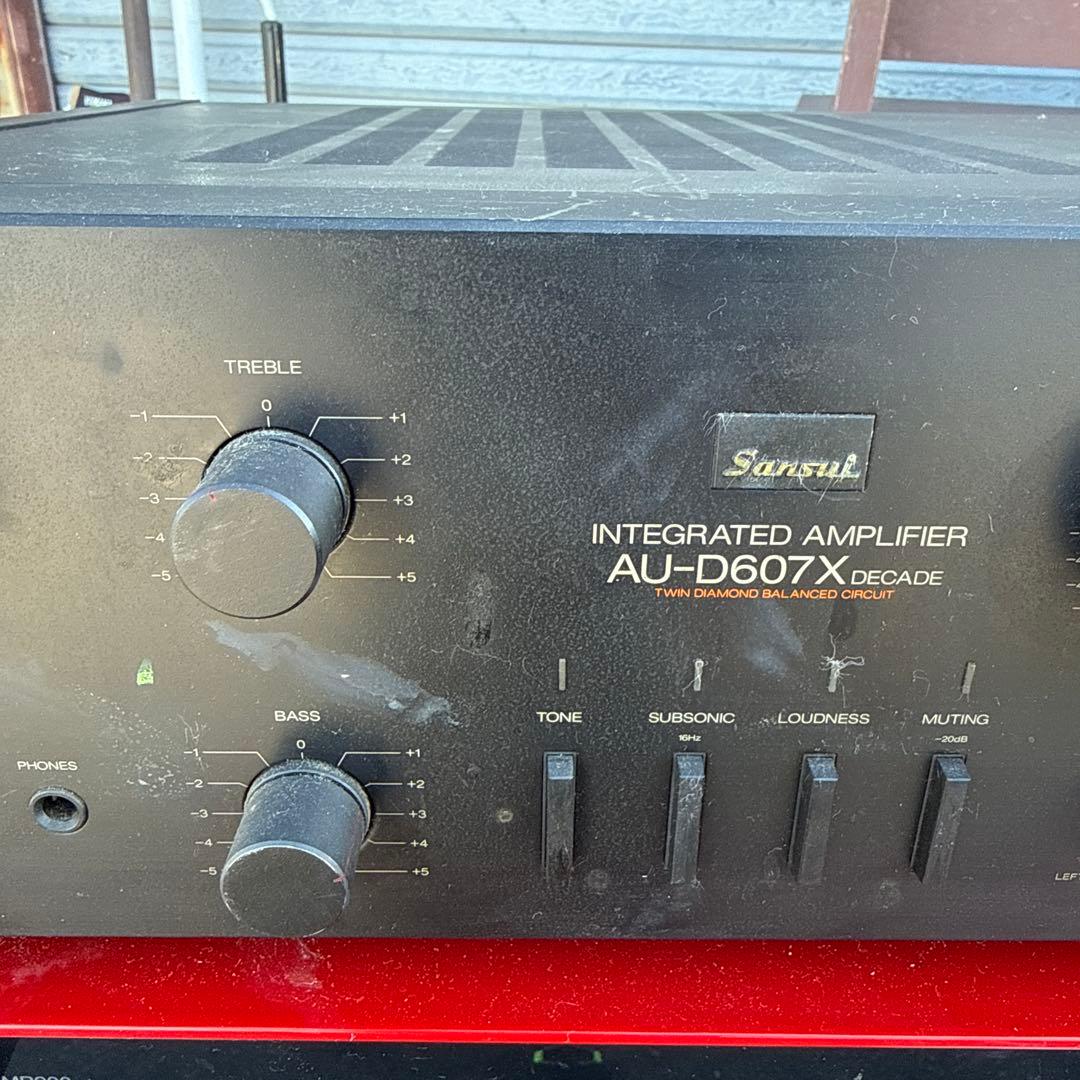 TREBLE
0
-1 +1
-2 +2
-3 +3
-4 +4
-5 +5
Sansui
INTEGRATED AMPLIFIER
AU-D607X DECADE
TWIN DIAMOND BALANCED CIRCUIT
TONE SUBSONIC LOUDNESS MUTING
16Hz -20dB
BASS
0
-1 +1
-2 +2
-3 +3
-4 +4
-5 +5
PHONES
LEFT